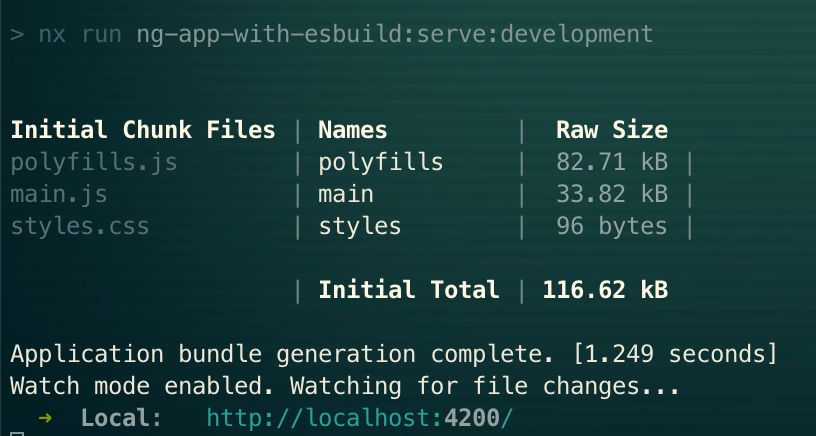 > nx run ng-app-with-esbuild:serve:development
Initial Chunk Files | Names         |  Raw Size
polyfills.js        | polyfills     |  82.71 kB |
main.js             | main          |  33.82 kB |
styles.css          | styles        |  96 bytes |
                    | Initial Total | 116.62 kB
Application bundle generation complete. [1.249 seconds]
Watch mode enabled. Watching for file changes...
  ➜  Local:   http://localhost:4200/